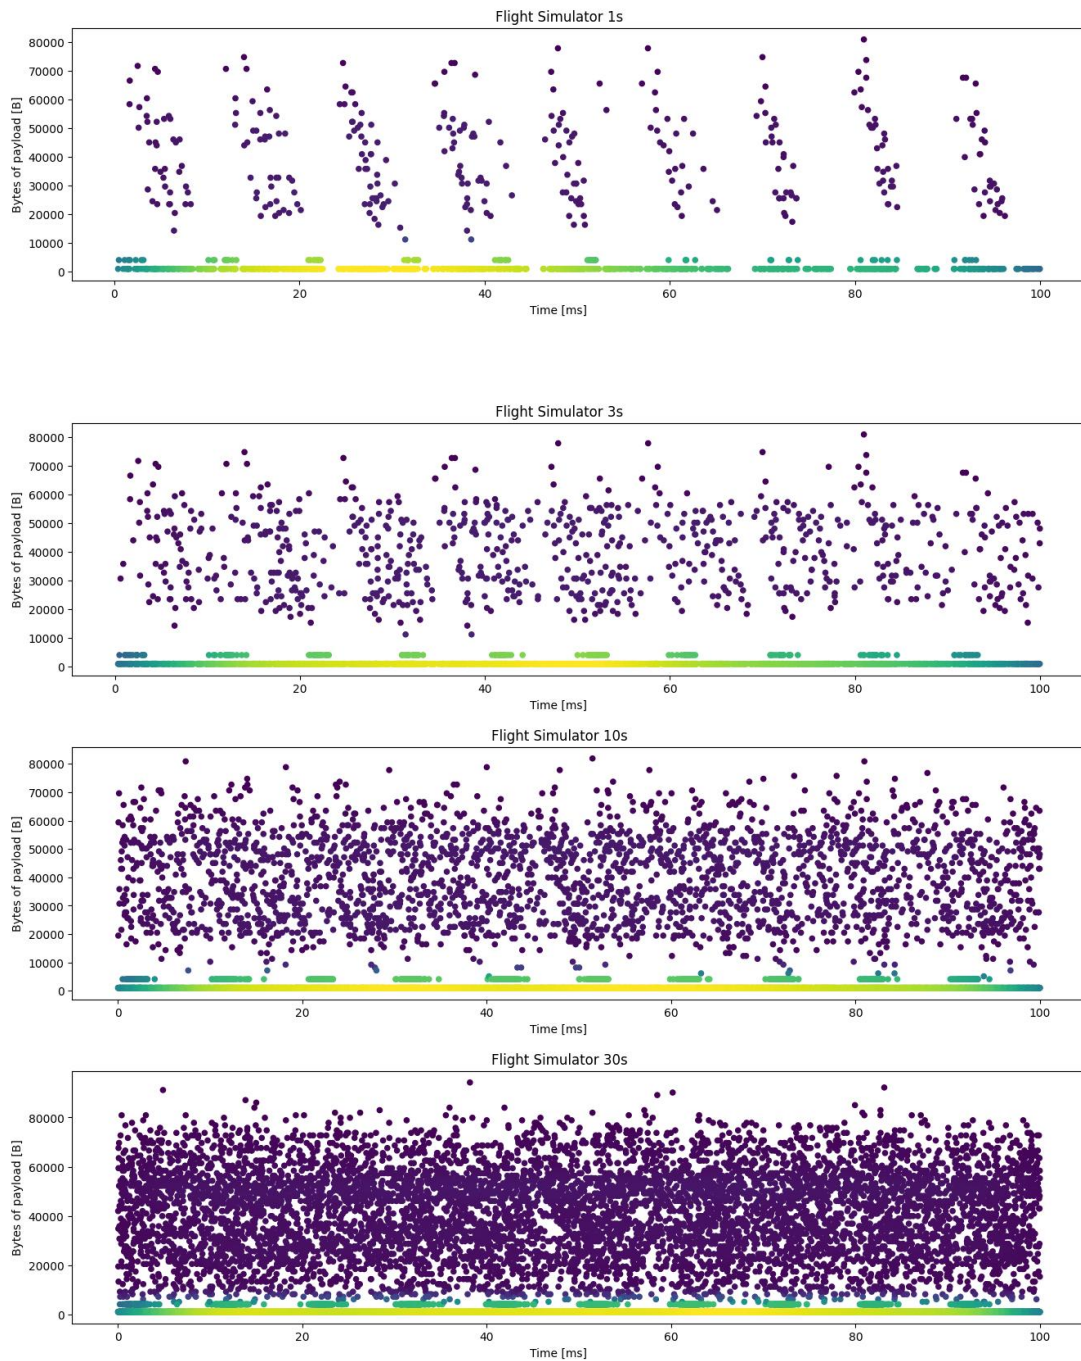 Flight Simulator 1s
Bytes of payload [B]
80000
70000
60000
50000
40000
30000
20000
10000
0
0 20 40 60 80 100
Time [ms]
Flight Simulator 3s
Bytes of payload [B]
80000
70000
60000
50000
40000
30000
20000
10000
0
0 20 40 60 80 100
Time [ms]
Flight Simulator 10s
Bytes of payload [B]
80000
70000
60000
50000
40000
30000
20000
10000
0
0 20 40 60 80 100
Time [ms]
Flight Simulator 30s
Bytes of payload [B]
80000
60000
40000
20000
0
0 20 40 60 80 100
Time [ms]